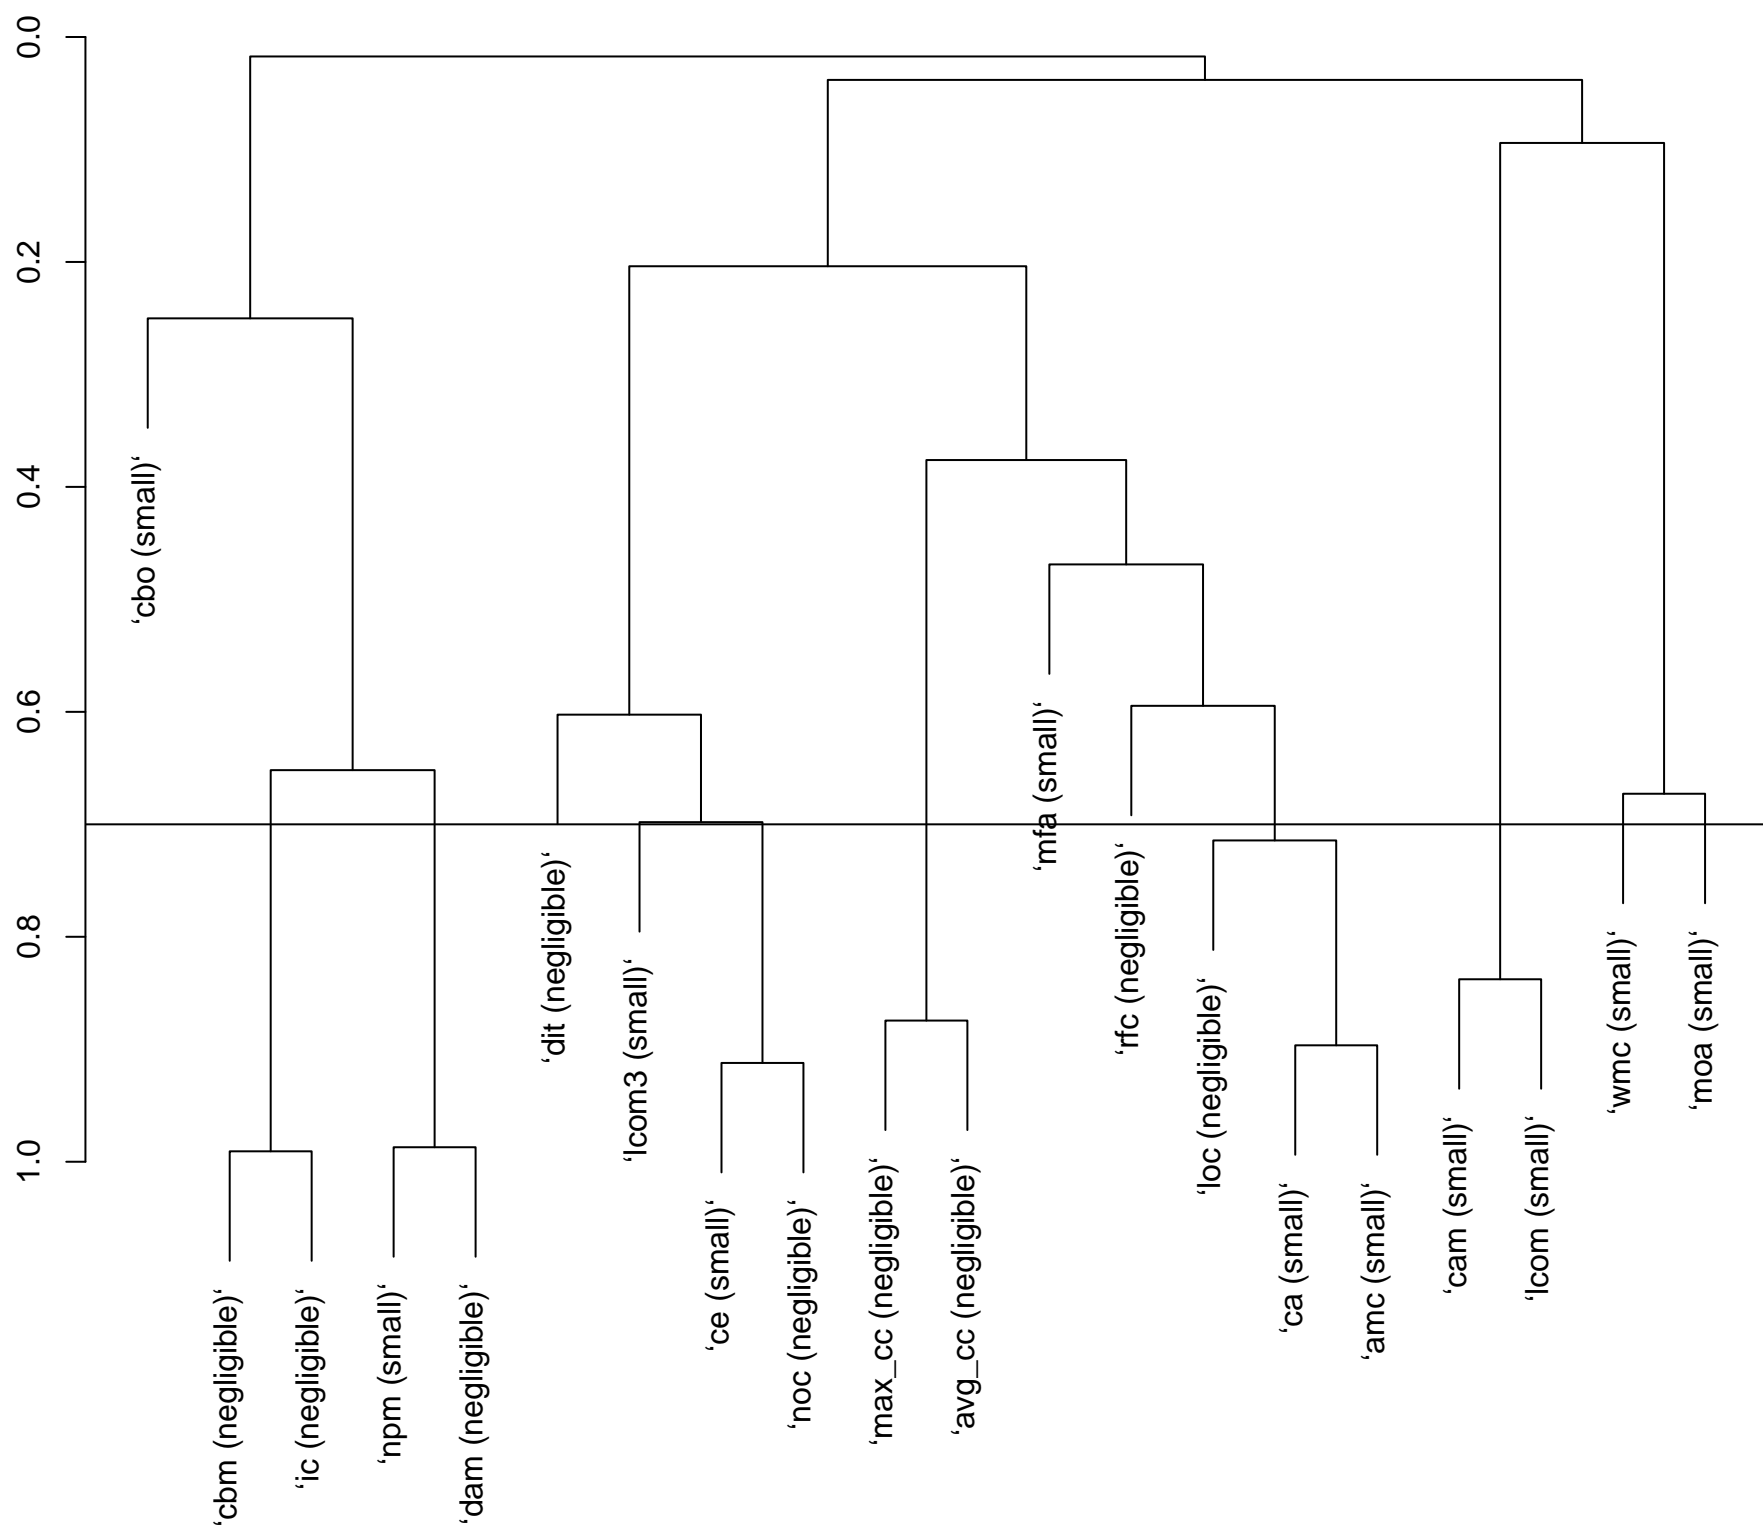 0.0
0.2
0.4
0.6
0.8
1.0
‘cbo (small)‘
‘cbm (negligible)‘
‘ic (negligible)‘
‘npm (small)‘
‘dam (negligible)‘
‘dit (negligible)‘
‘lcom3 (small)‘
‘ce (small)‘
‘noc (negligible)‘
‘max_cc (negligible)‘
‘avg_cc (negligible)‘
‘mfa (small)‘
‘rfc (negligible)‘
‘loc (negligible)‘
‘ca (small)‘
‘amc (small)‘
‘cam (small)‘
‘lcom (small)‘
‘wmc (small)‘
‘moa (small)‘